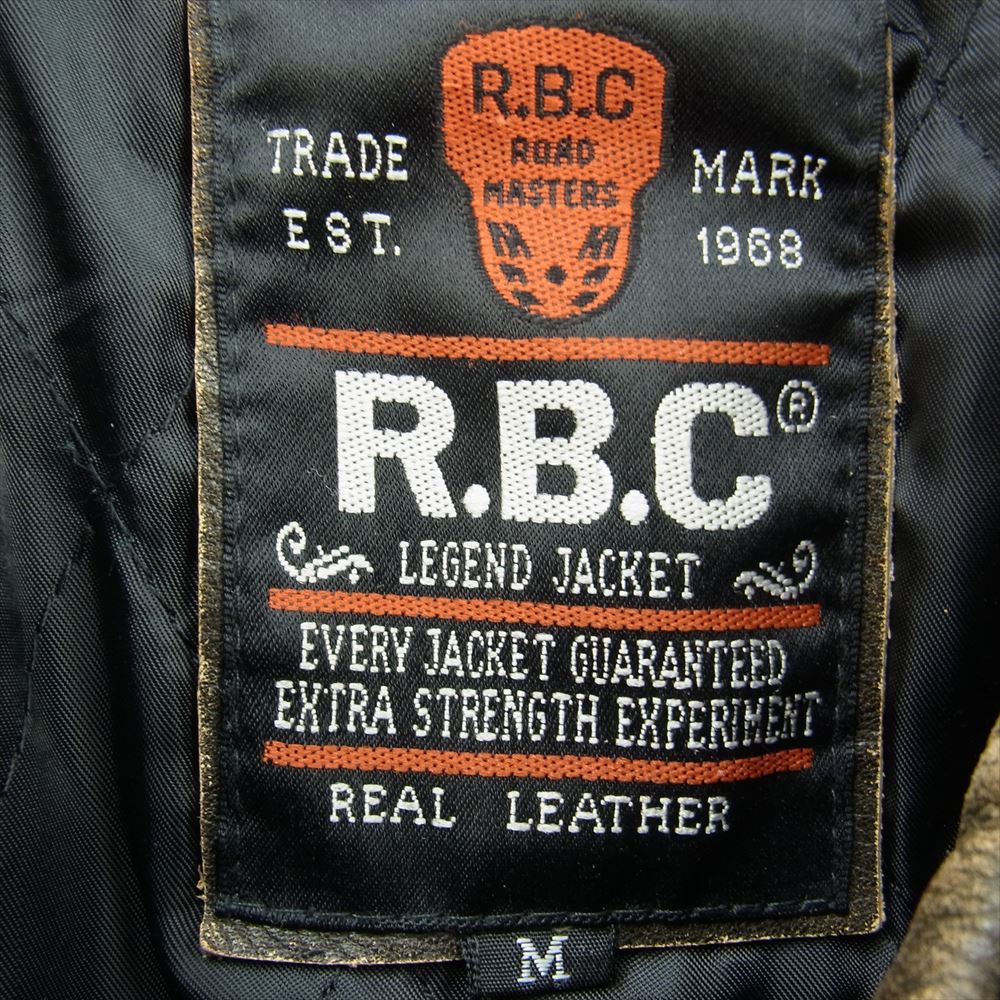 R.B.C
ROAD
MASTERS
TRADE MARK
EST. 1968
R.B.C®
LEGEND JACKET
EVERY JACKET GUARANTEED
EXTRA STRENGTH EXPERIMENT
REAL LEATHER
M